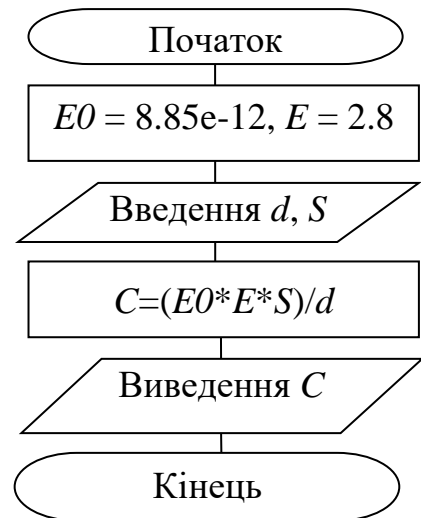 Початок
E0 = 8.85e-12, E = 2.8
Введення d, S
C=(E0*E*S)/d
Виведення C
Кінець